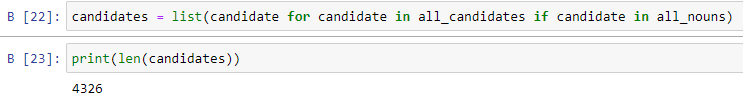 B [22]: candidates = list(candidate for candidate in all_candidates if candidate in all_nouns)
B [23]: print(len(candidates))
4326